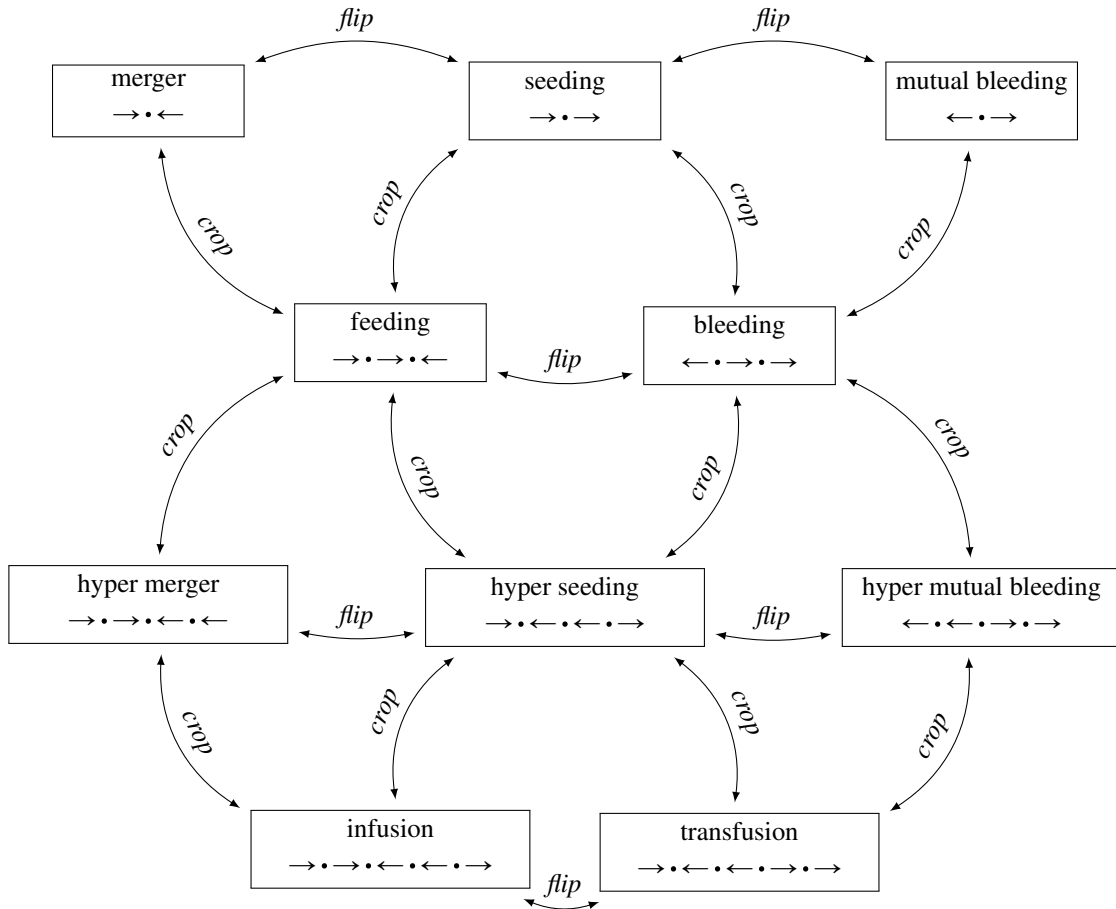 flip
flip
merger
→•←
seeding
→•→
mutual bleeding
←•→
crop
crop
crop
crop
feeding
→•→•←
bleeding
←•→•→
flip
crop
crop
crop
crop
hyper merger
→•→•←•←
hyper seeding
→•←•←•→
hyper mutual bleeding
←•←•→•→
flip
flip
crop
crop
crop
crop
infusion
→•→•←•←•→
transfusion
→•←•←•→•→
flip